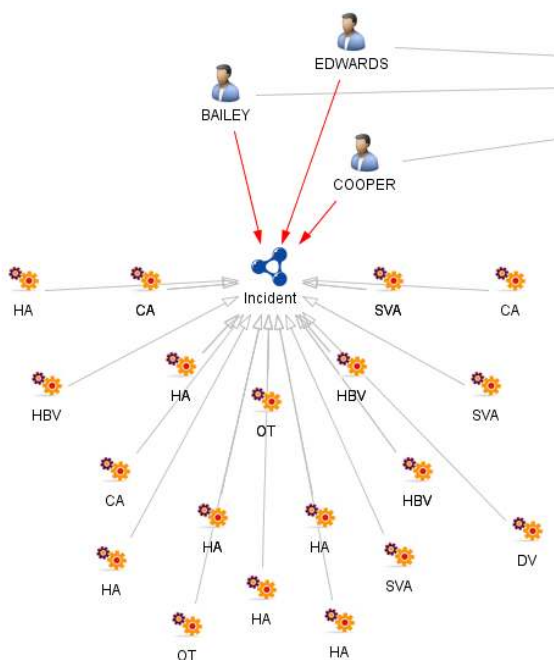 EDWARDS
BAILEY
COOPER
Incident
HA
CA
SVA
CA
HBV
HA
HBV
SVA
OT
CA
HBV
HA
HA
DV
HA
SVA
HA
OT
HA